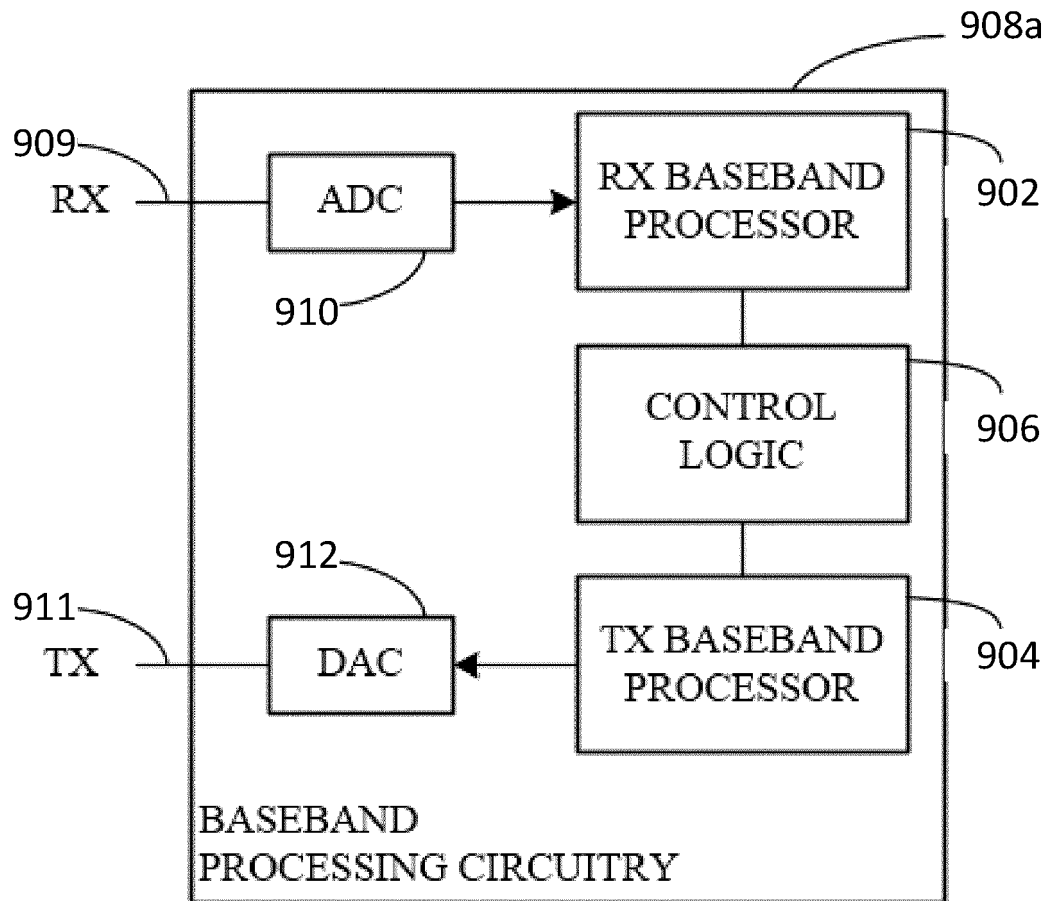 908a
909
RX
ADC
910
RX BASEBAND
PROCESSOR
902
CONTROL
LOGIC
906
912
911
TX
DAC
TX BASEBAND
PROCESSOR
904
BASEBAND
PROCESSING CIRCUITRY